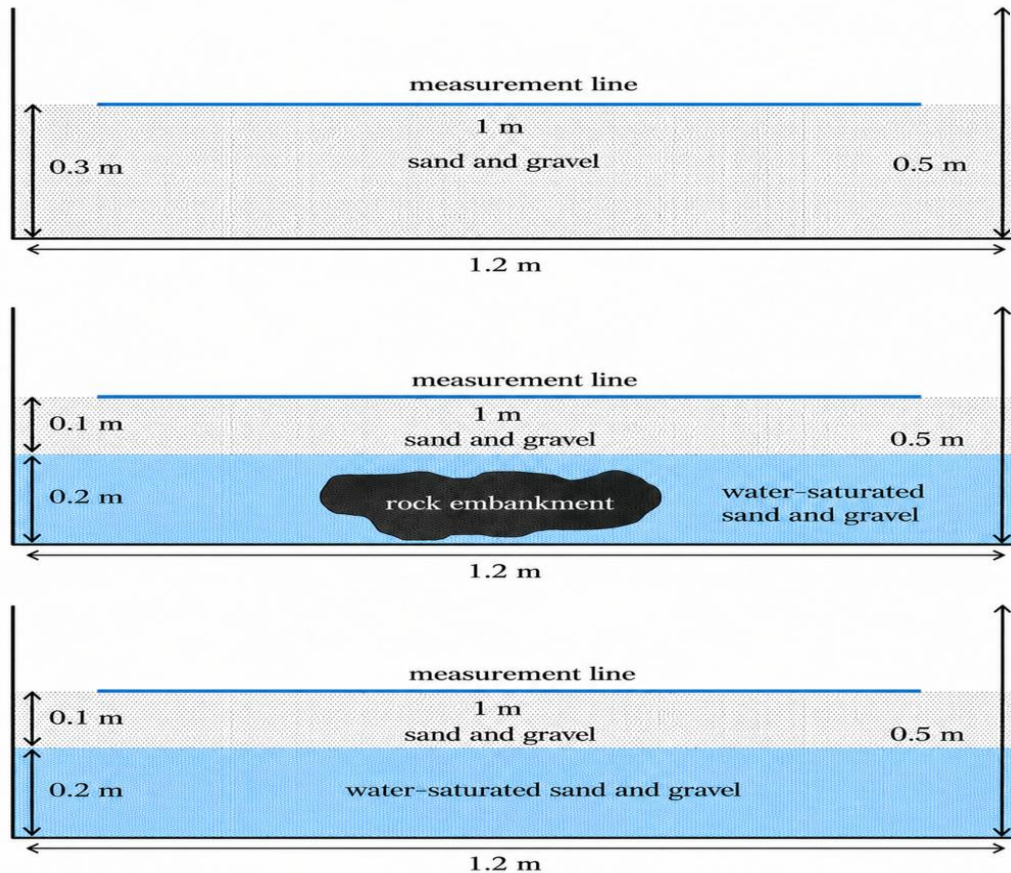 measurement line
1 m
0.3 m
sand and gravel
0.5 m
1.2 m
measurement line
0.1 m
1 m
sand and gravel
0.5 m
0.2 m
rock embankment
water-saturated
sand and gravel
1.2 m
measurement line
0.1 m
1 m
sand and gravel
0.5 m
0.2 m
water-saturated sand and gravel
1.2 m